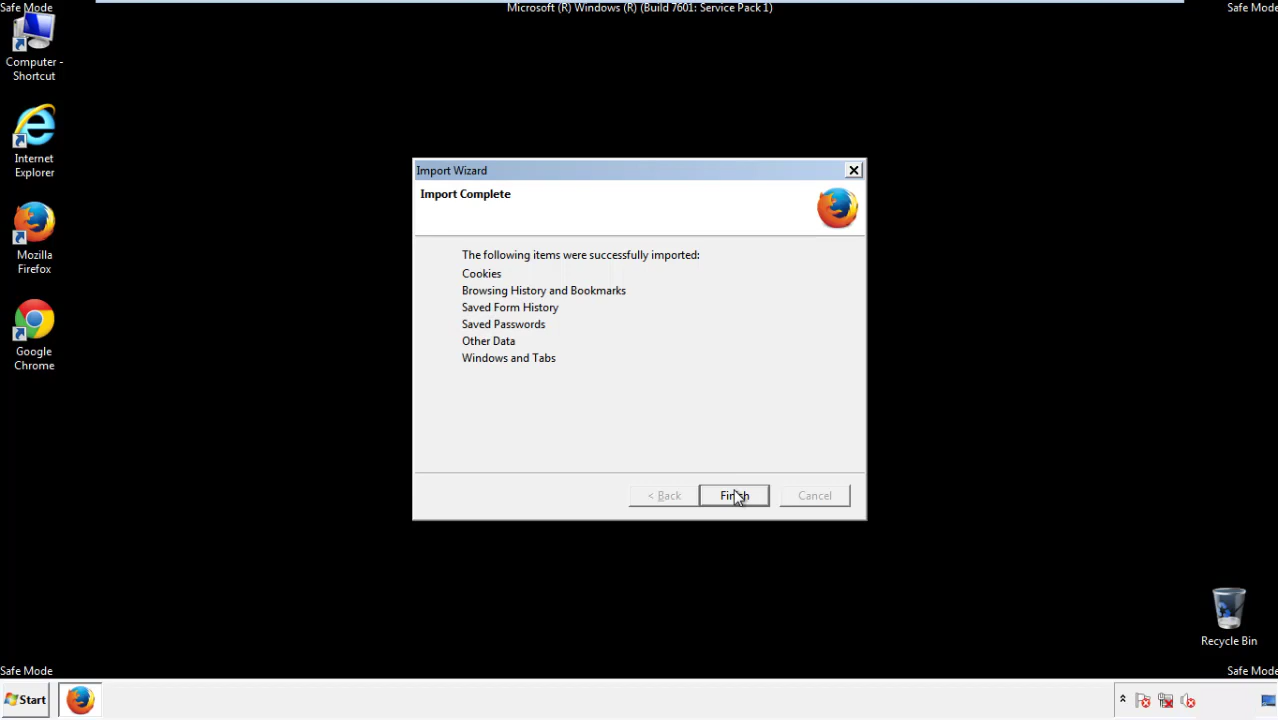 Safe Mode
Microsoft (R) Windows (R) (Build 7601: Service Pack 1)
Safe Mode
Computer -
Shortcut
Internet
Explorer
Mozilla
Firefox
Google
Chrome
Import Wizard
Import Complete
The following items were successfully imported:
Cookies
Browsing History and Bookmarks
Saved Form History
Saved Passwords
Other Data
Windows and Tabs
< Back
Finish
Cancel
Recycle Bin
Safe Mode
Safe Mode
Start